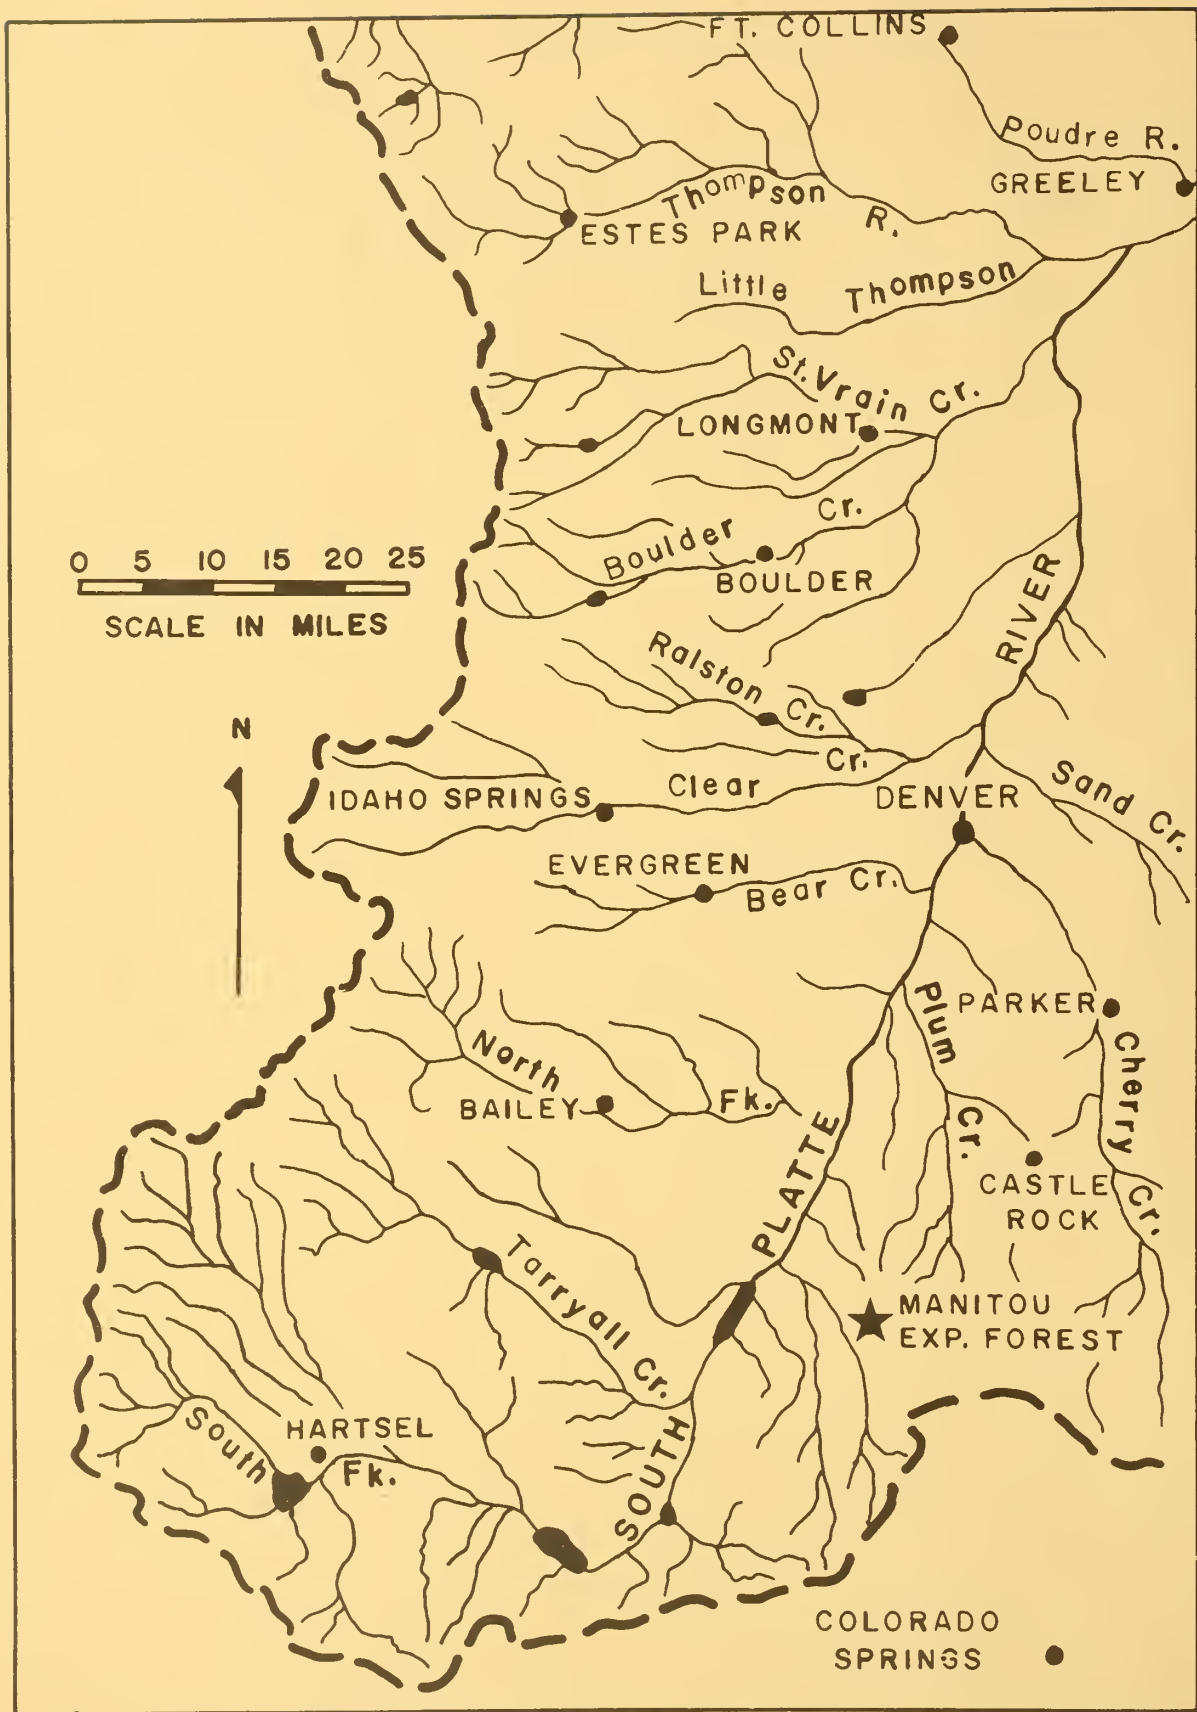 FT. COLLINS
Poudre R.
GREELEY
Thompson R.
ESTES PARK
Little Thompson
St. Vrain Cr.
LONGMONT
Boulder Cr.
BOULDER
0 5 10 15 20 25
SCALE IN MILES
RIVER
Ralston Cr.
N
Cr.
Clear
IDAHO SPRINGS
DENVER
Sand Cr.
EVERGREEN
Bear Cr.
Plum Cr.
PARKER
Cherry Cr.
North Fk.
BAILEY
PLATTE
CASTLE
ROCK
Tarryall Cr.
MANITOU
EXP. FOREST
South Fk.
HARTSEL
SOUTH
COLORADO
SPRINGS